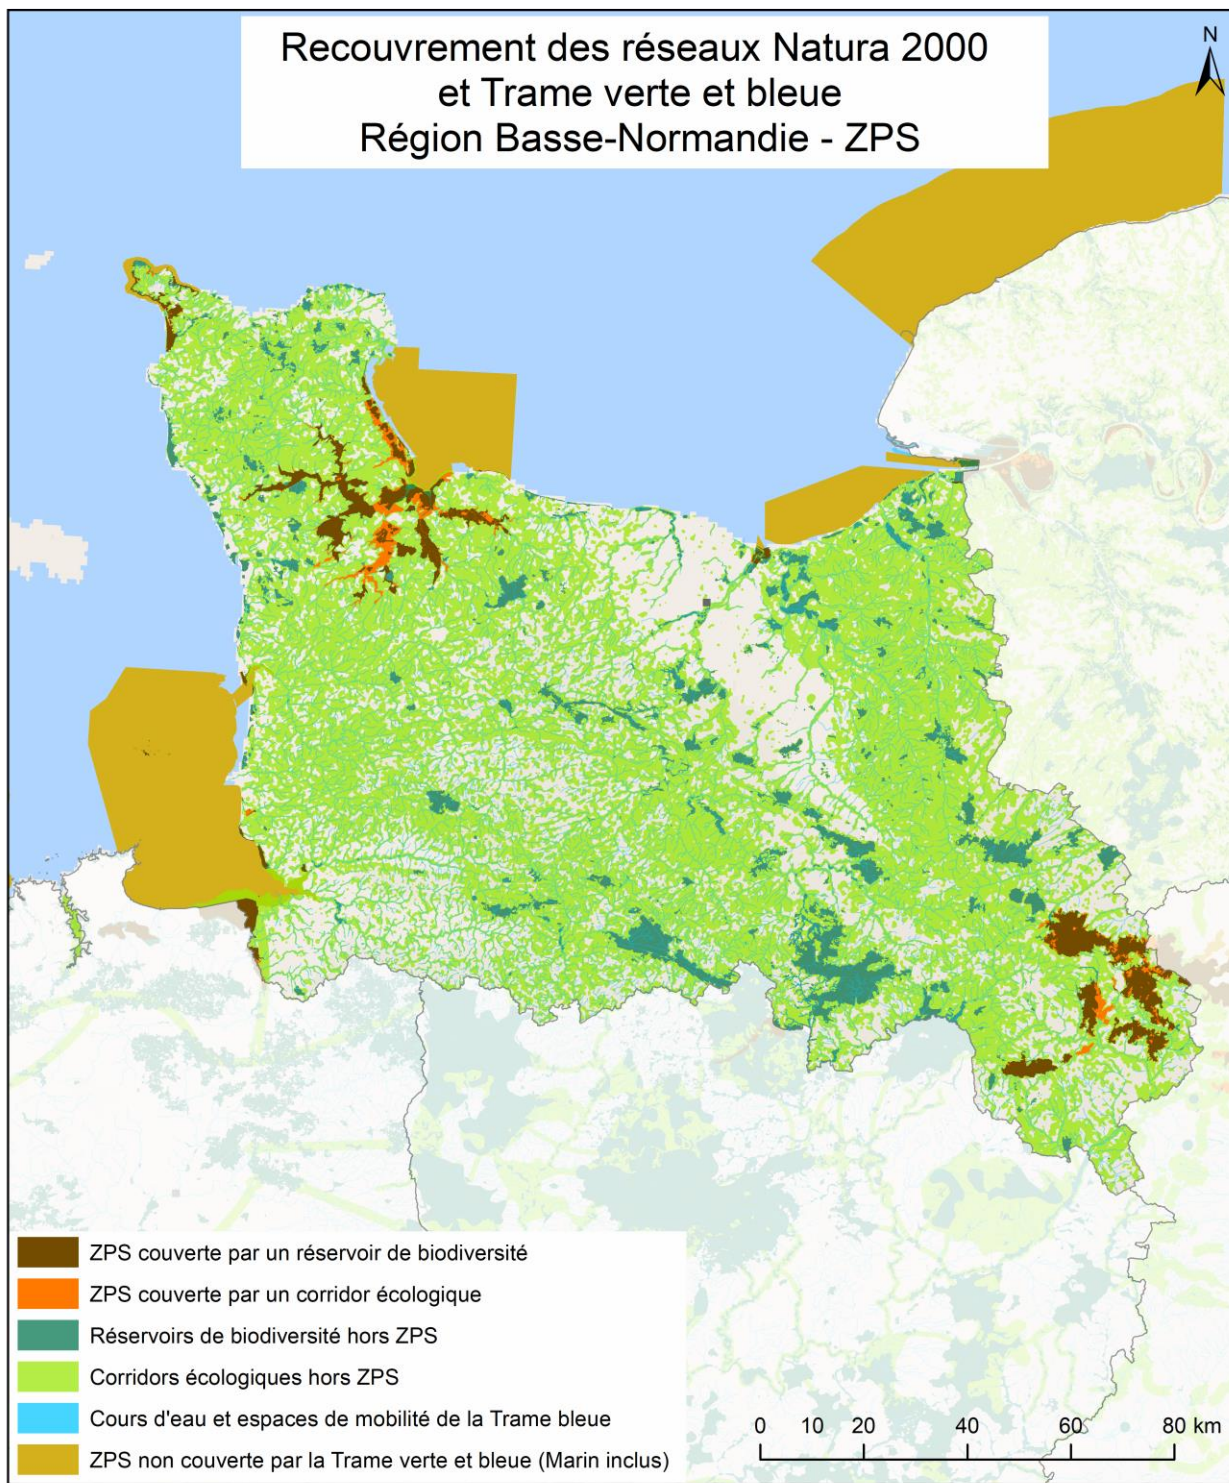 Recouvrement des réseaux Natura 2000
et Trame verte et bleue
Région Basse-Normandie - ZPS
N
ZPS couverte par un réservoir de biodiversité
ZPS couverte par un corridor écologique
Réservoirs de biodiversité hors ZPS
Corridors écologiques hors ZPS
Cours d'eau et espaces de mobilité de la Trame bleue
ZPS non couverte par la Trame verte et bleue (Marin inclus)
0 10 20 40 60 80 km